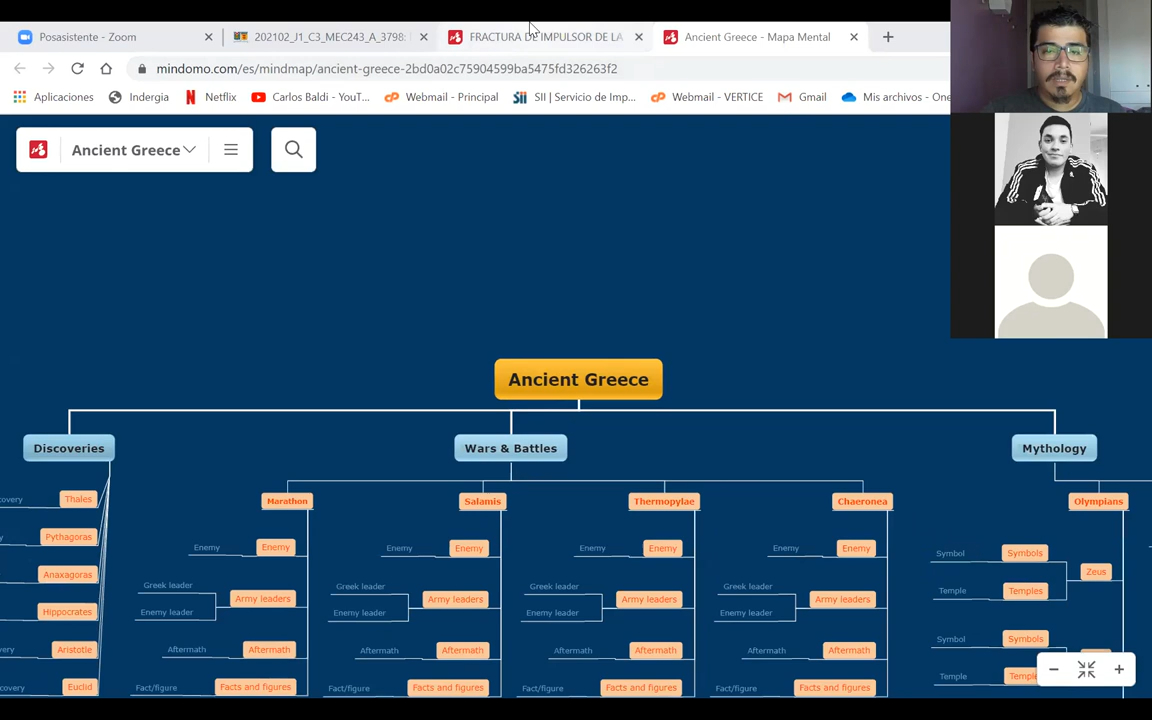 Posasistente - Zoom
202102_J1_C3_MEC243_A_3798:
FRACTURA DE IMPULSOR DE LA
Ancient Greece - Mapa Mental
mindomo.com/es/mindmap/ancient-greece-2bd0a02c75904599ba5475fd326263f2
Aplicaciones Indergia Netflix Carlos Baldi - YouT... Webmail - Principal SII | Servicio de Imp... Webmail - VERTICE Gmail Mis archivos - One
Ancient Greece
Ancient Greece
Discoveries Wars & Battles Mythology
covery Thales Marathon Salamis Thermopylae Chaeronea Olympians
Pythagoras Enemy Enemy Enemy Enemy Enemy Enemy Enemy Enemy Symbol Symbols
Anaxagoras Zeus
Greek leader Greek leader Greek leader Greek leader
Army leaders Army leaders Army leaders Army leaders Temple Temples
Hippocrates Enemy leader Enemy leader Enemy leader Enemy leader
Symbol Symbols
very Aristotle Aftermath Aftermath Aftermath Aftermath Aftermath Aftermath Aftermath Aftermath
Temple Temple
covery Euclid Fact/figure Facts and figures Fact/figure Facts and figures Fact/figure Facts and figures Fact/figure Facts and figures